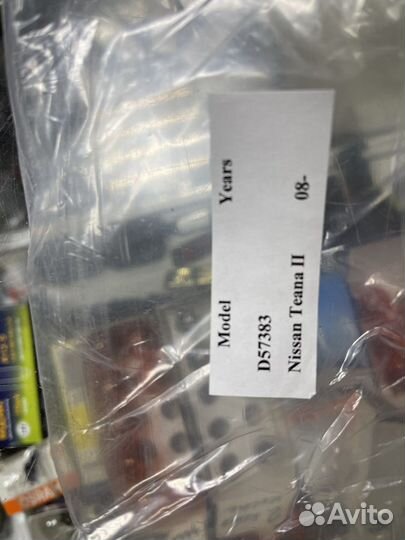 Model Years
D57383
Nissan Teana II 08-
Avito